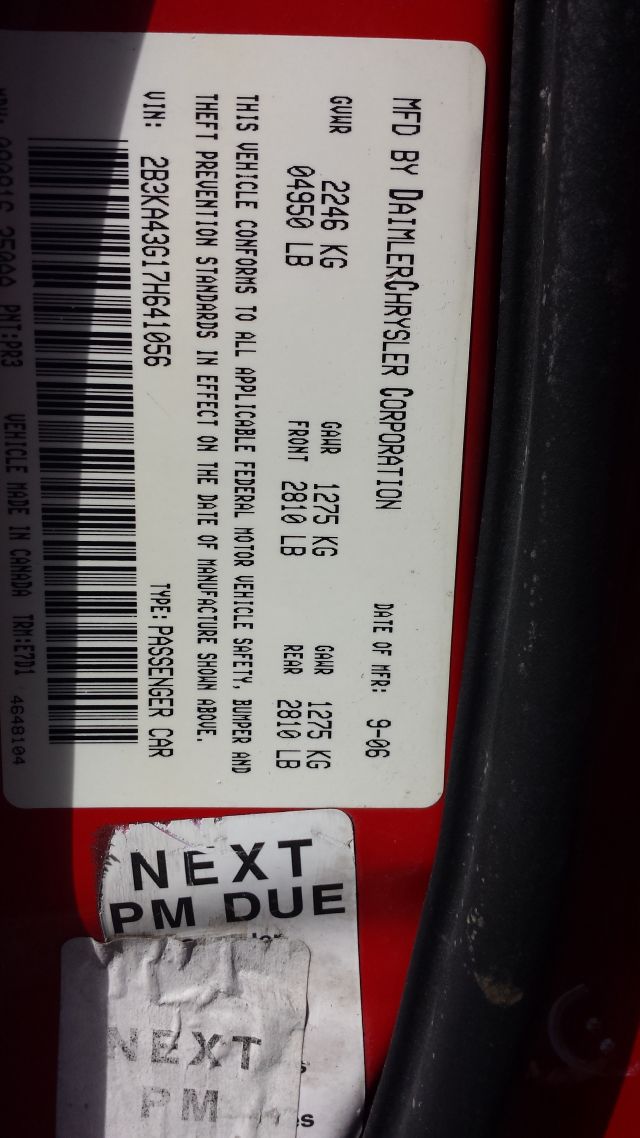 MFD BY DAIMLERCHRYSLER CORPORATION DATE OF MFR: 9-06
GVWR 2246 KG GAWR 1275 KG GAWR 1275 KG
04950 LB FRONT 2810 LB REAR 2810 LB
THIS VEHICLE CONFORMS TO ALL APPLICABLE FEDERAL MOTOR VEHICLE SAFETY, BUMPER AND
THEFT PREVENTION STANDARDS IN EFFECT ON THE DATE OF MANUFACTURE SHOWN ABOVE.
VIN: 2B3KA43G17H641056 TYPE: PASSENGER CAR
PNT:PR3 VEHICLE MADE IN CANADA TRM:E7D1 4648104
NEXT
PM DUE
NEXT
PM